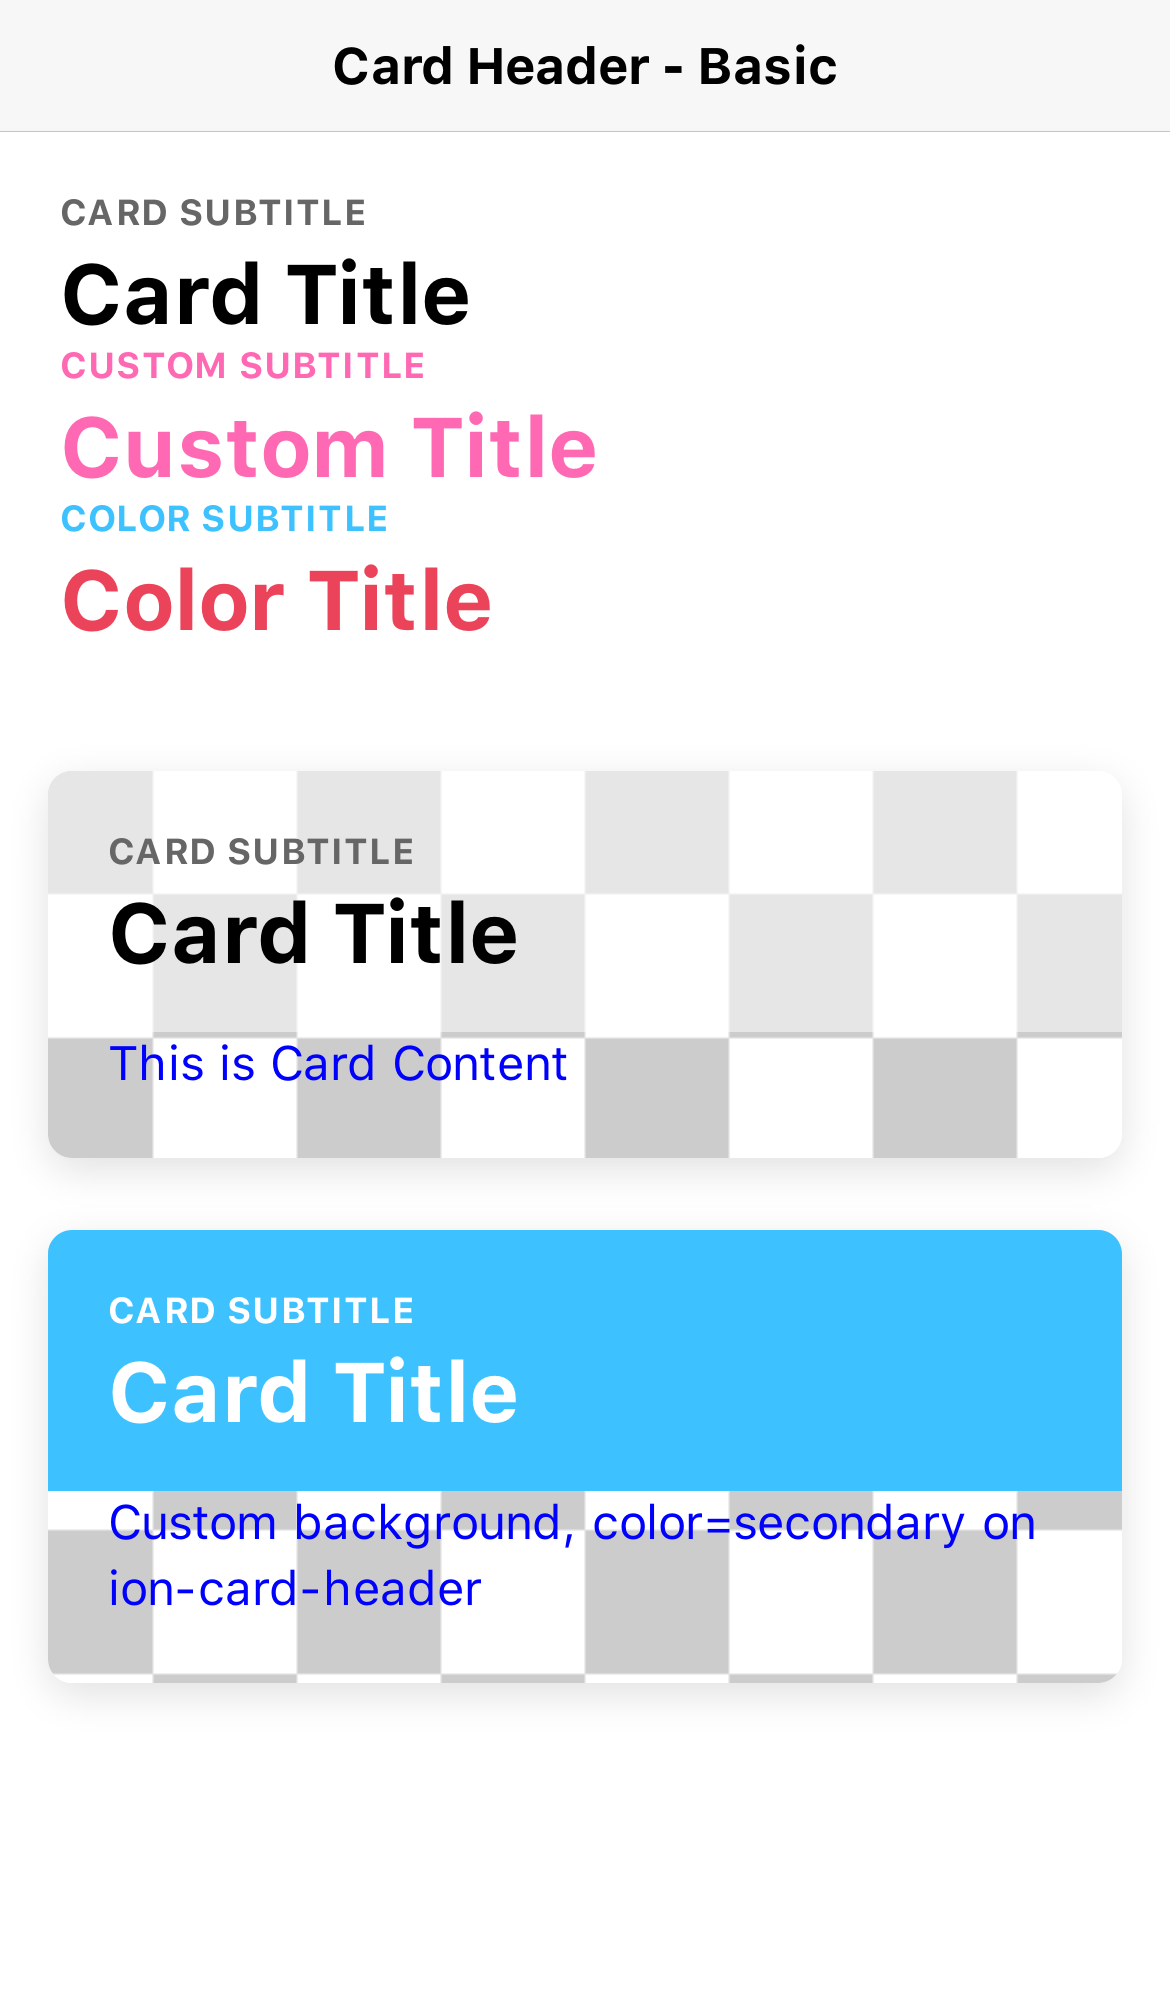 Card Header - Basic
CARD SUBTITLE
Card Title
CUSTOM SUBTITLE
Custom Title
COLOR SUBTITLE
Color Title
CARD SUBTITLE
Card Title
This is Card Content
CARD SUBTITLE
Card Title
Custom background, color=secondary on
ion-card-header